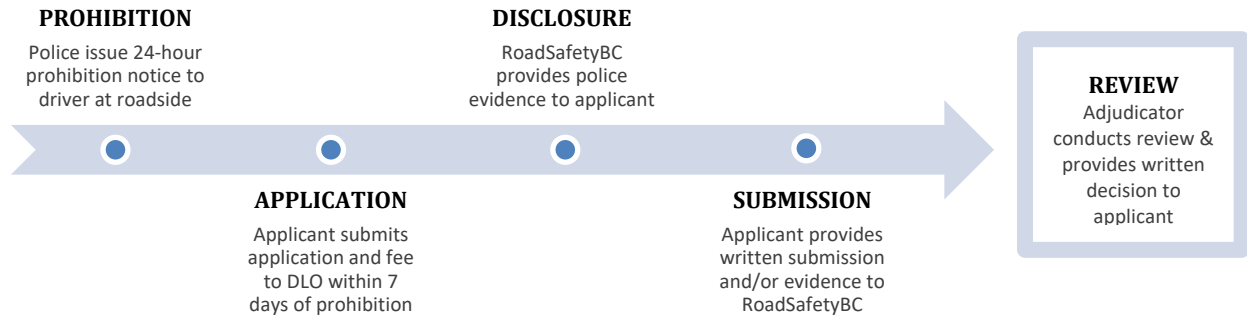 PROHIBITION
Police issue 24-hour
prohibition notice to
driver at roadside
APPLICATION
Applicant submits
application and fee
to DLO within 7
days of prohibition
DISCLOSURE
RoadSafetyBC
provides police
evidence to applicant
SUBMISSION
Applicant provides
written submission
and/or evidence to
RoadSafetyBC
REVIEW
Adjudicator
conducts review &
provides written
decision to
applicant